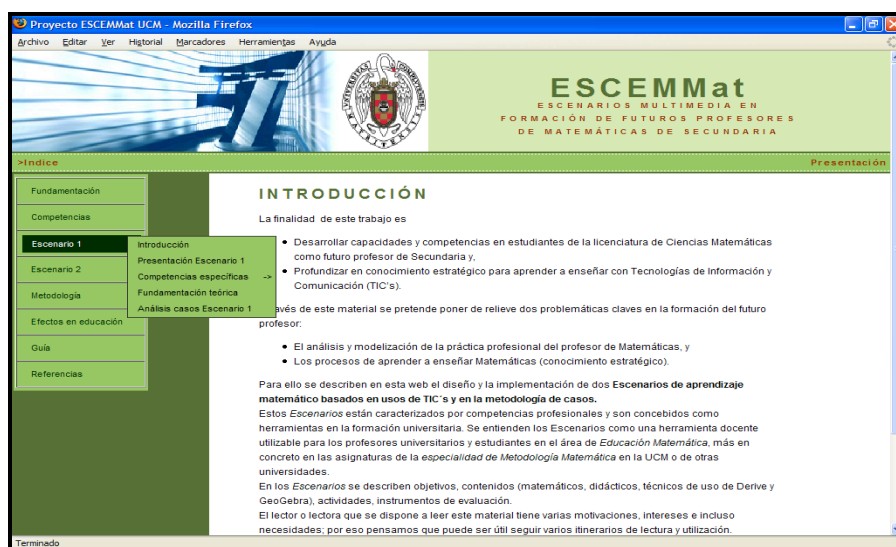 Proyecto ESCEMMat UCM - Mozilla Firefox
Archivo Editar Ver Historial Marcadores Herramientas Ayuda
ESCEMMat
ESCENARIOS MULTIMEDIA EN
FORMACIÓN DE FUTUROS PROFESORES
DE MATEMÁTICAS DE SECUNDARIA
>Indice
Presentación
Fundamentación
Competencias
Escenario 1
Escenario 2
Metodología
Efectos en educación
Guía
Referencias
Introducción
Presentación Escenario 1
Competencias específicas ->
Fundamentación teórica
Análisis casos Escenario 1
INTRODUCCIÓN
La finalidad de este trabajo es
• Desarrollar capacidades y competencias en estudiantes de la licenciatura de Ciencias Matemáticas
como futuro profesor de Secundaria y,
• Profundizar en conocimiento estratégico para aprender a enseñar con Tecnologías de Información y
Comunicación (TIC's).
través de este material se pretende poner de relieve dos problemáticas claves en la formación del futuro
profesor:
• El análisis y modelización de la práctica profesional del profesor de Matemáticas, y
• Los procesos de aprender a enseñar Matemáticas (conocimiento estratégico).
Para ello se describen en esta web el diseño y la implementación de dos Escenarios de aprendizaje
matemático basados en usos de TIC´s y en la metodología de casos.
Estos Escenarios están caracterizados por competencias profesionales y son concebidos como
herramientas en la formación universitaria. Se entienden los Escenarios como una herramienta docente
utilizable para los profesores universitarios y estudiantes en el área de Educación Matemática, más en
concreto en las asignaturas de la especialidad de Metodología Matemática en la UCM o de otras
universidades.
En los Escenarios se describen objetivos, contenidos (matemáticos, didácticos, técnicos de uso de Derive y
GeoGebra), actividades, instrumentos de evaluación.
El lector o lectora que se dispone a leer este material tiene varias motivaciones, intereses e incluso
necesidades; por eso pensamos que puede ser útil seguir varios itinerarios de lectura y utilización.
Terminado